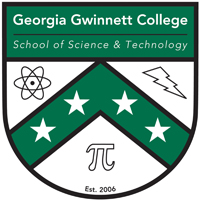 Georgia Gwinnett College
School of Science & Technology
π
Est. 2006